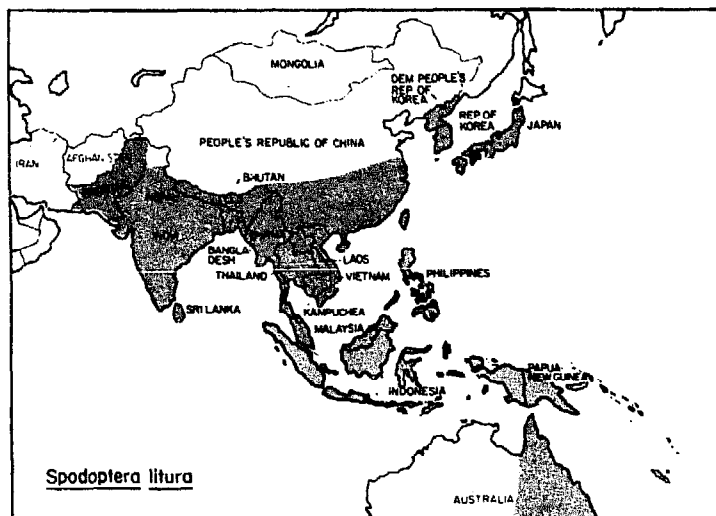 MONGOLIA
DEM PEOPLE'S
REP OF
KOREA
REP OF
KOREA
JAPAN
PEOPLE'S REPUBLIC OF CHINA
IRAN
BHUTAN
BANGLA-
DESH
LAOS
THAILAND
VIETNAM
PHILIPPINES
SRI LANKA
KAMPUCHEA
MALAYSIA
INDONESIA
PAPUA
NEW GUINEA
AUSTRALIA
Spodoptera litura